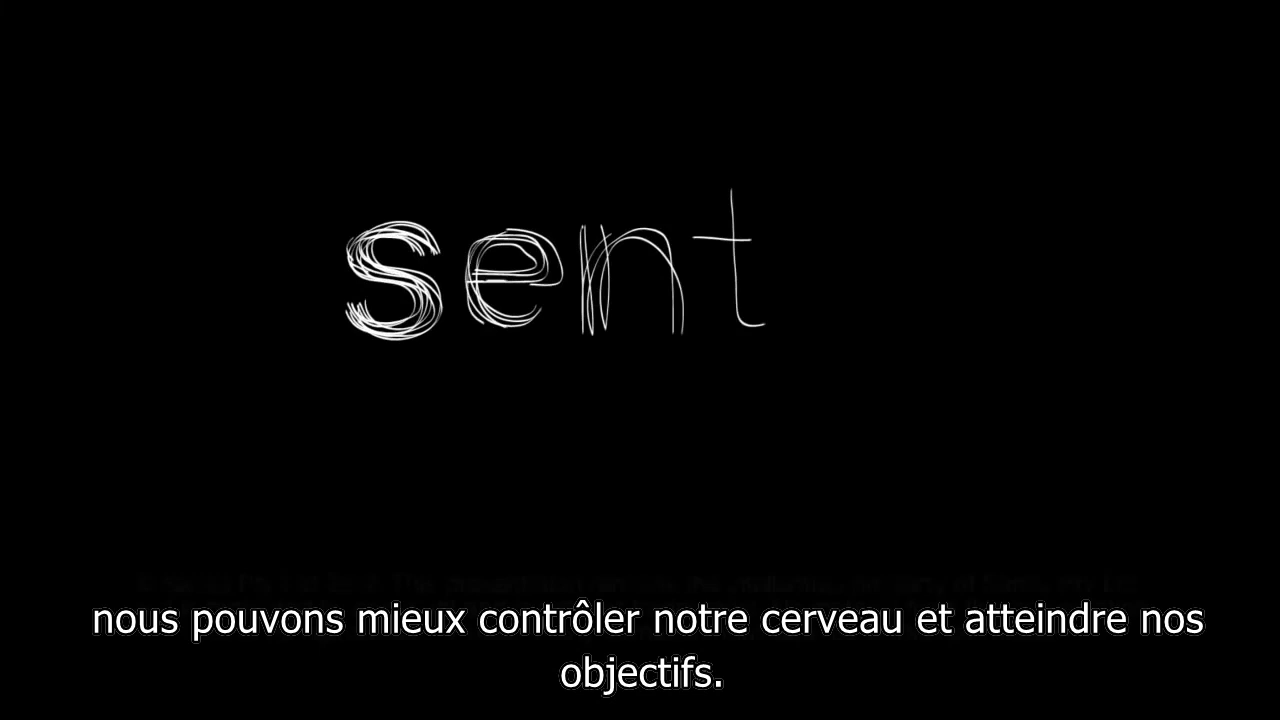 sent
nous pouvons mieux contrôler notre cerveau et atteindre nos
objectifs.